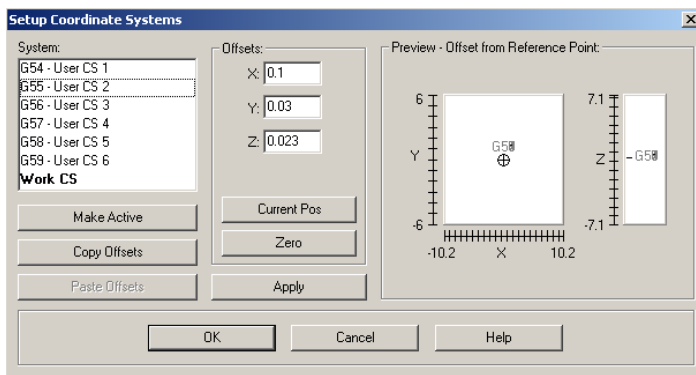 Setup Coordinate Systems
System:
G54 - User CS 1
G55 - User CS 2
G56 - User CS 3
G57 - User CS 4
G58 - User CS 5
G59 - User CS 6
Work CS
Make Active
Copy Offsets
Paste Offsets
Offsets:
X: 0.1
Y: 0.03
Z: 0.023
Current Pos
Zero
Apply
Preview - Offset from Reference Point:
6
Y
-6
-10.2
X
10.2
7.1
Z
-7.1
OK
Cancel
Help